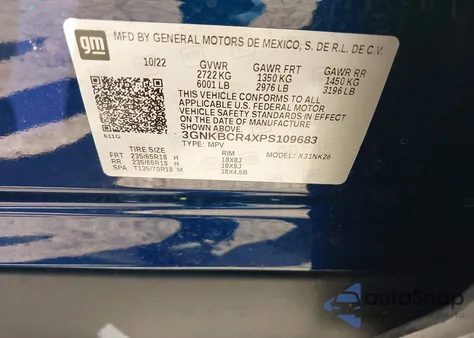 gm MFD BY GENERAL MOTORS DE MEXICO, S. DE R.L. DE C.V.
10/22 GVWR GAWR FRT GAWR RR
2722 KG 1350 KG 1450 KG
6001 LB 2976 LB 3196 LB
THIS VEHICLE CONFORMS TO ALL
APPLICABLE U.S. FEDERAL MOTOR
VEHICLE SAFETY STANDARDS IN EFFECT
ON THE DATE OF MANUFACTURE
611G 3GNKBCR4XPS109683
TYPE: MPV
TIRE SIZE RIM MODEL: X31NK26
FRT 235/65R18 H 18X8J
RR 235/65R18 H 18X8J
SPA T135/70R18 M 18X4.5B
autoSnap